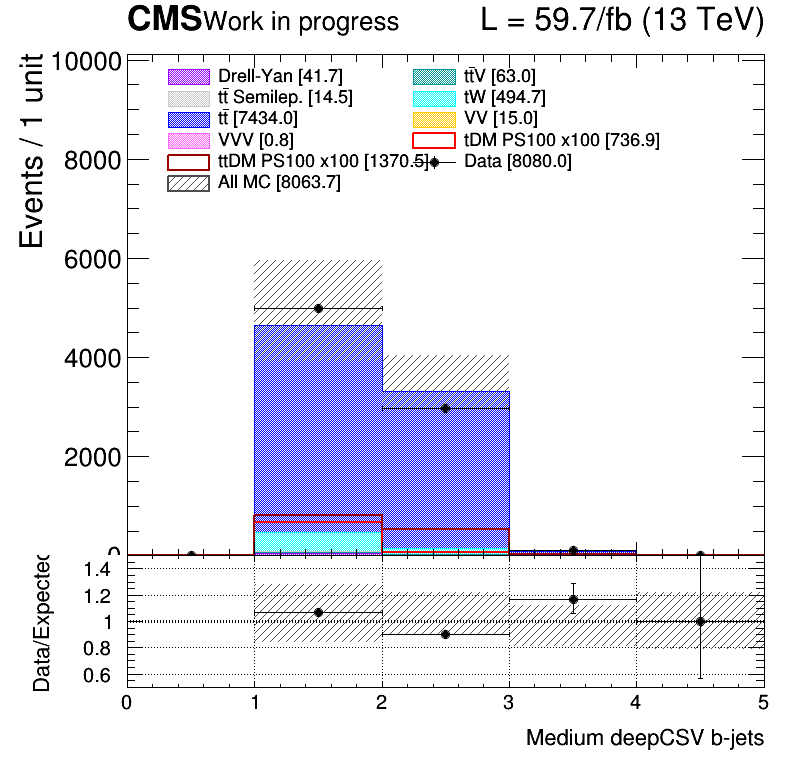 CMS Work in progress L = 59.7/fb (13 TeV)
Events / 1 unit
10000
8000
6000
4000
2000
0
Drell-Yan [41.7]
tt̄V [63.0]
tt̄ Semilep. [14.5]
tW [494.7]
tt̄ [7434.0]
VV [15.0]
VVV [0.8]
tDM PS100 x100 [736.9]
ttDM PS100 x100 [1370.5]
Data [8080.0]
All MC [8063.7]
Data/Expected
1.4
1.2
1
0.8
0.6
0 1 2 3 4 5
Medium deepCSV b-jets